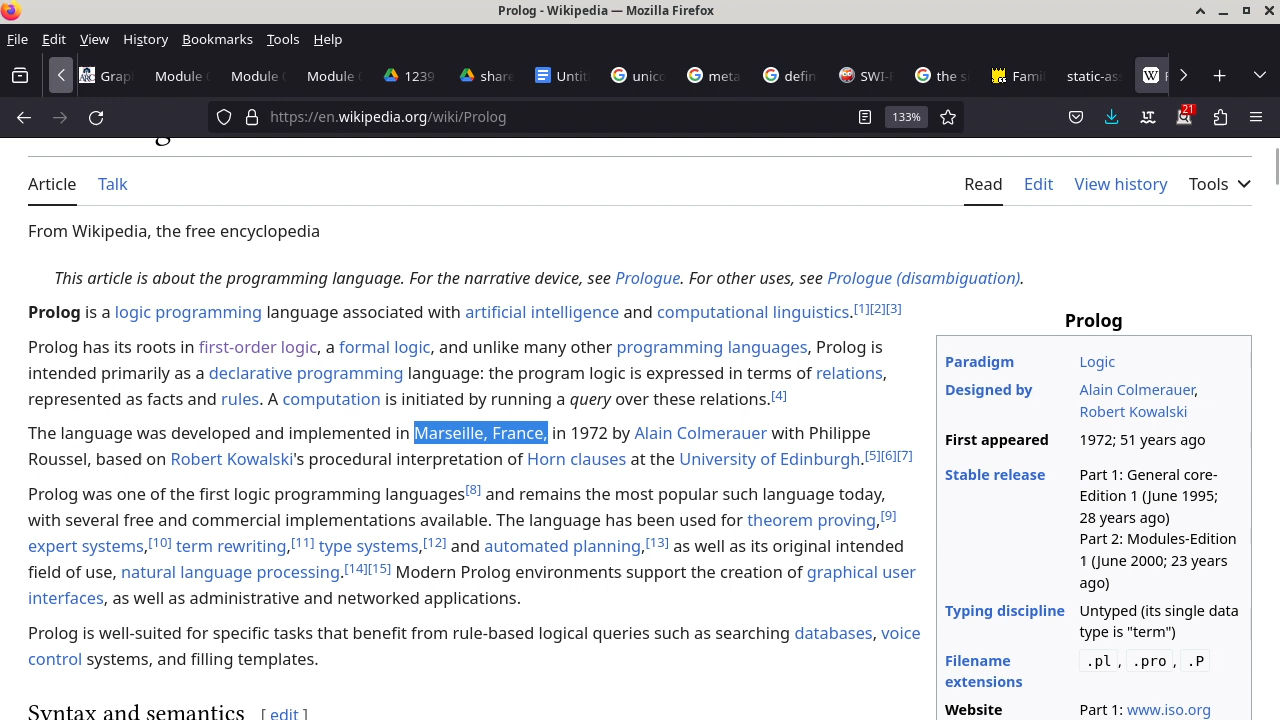 Prolog - Wikipedia — Mozilla Firefox
File Edit View History Bookmarks Tools Help
Grap Module Module Module 1239 share Unti unic meta defin SWI- the s Fami static-as
https://en.wikipedia.org/wiki/Prolog 133% 21
Article Talk Read Edit View history Tools
From Wikipedia, the free encyclopedia
This article is about the programming language. For the narrative device, see Prologue. For other uses, see Prologue (disambiguation).
Prolog is a logic programming language associated with artificial intelligence and computational linguistics.[1][2][3]
Prolog has its roots in first-order logic, a formal logic, and unlike many other programming languages, Prolog is
intended primarily as a declarative programming language: the program logic is expressed in terms of relations,
represented as facts and rules. A computation is initiated by running a query over these relations.[4]
The language was developed and implemented in Marseille, France, in 1972 by Alain Colmerauer with Philippe
Roussel, based on Robert Kowalski's procedural interpretation of Horn clauses at the University of Edinburgh.[5][6][7]
Prolog was one of the first logic programming languages[8] and remains the most popular such language today,
with several free and commercial implementations available. The language has been used for theorem proving,[9]
expert systems,[10] term rewriting,[11] type systems,[12] and automated planning,[13] as well as its original intended
field of use, natural language processing.[14][15] Modern Prolog environments support the creation of graphical user
interfaces, as well as administrative and networked applications.
Prolog is well-suited for specific tasks that benefit from rule-based logical queries such as searching databases, voice
control systems, and filling templates.
Syntax and semantics [ edit ]
Prolog
Paradigm Logic
Designed by Alain Colmerauer,
Robert Kowalski
First appeared 1972; 51 years ago
Stable release Part 1: General core-
Edition 1 (June 1995;
28 years ago)
Part 2: Modules-Edition
1 (June 2000; 23 years
ago)
Typing discipline Untyped (its single data
type is "term")
Filename .pl , .pro , .P
extensions
Website Part 1: www.iso.org